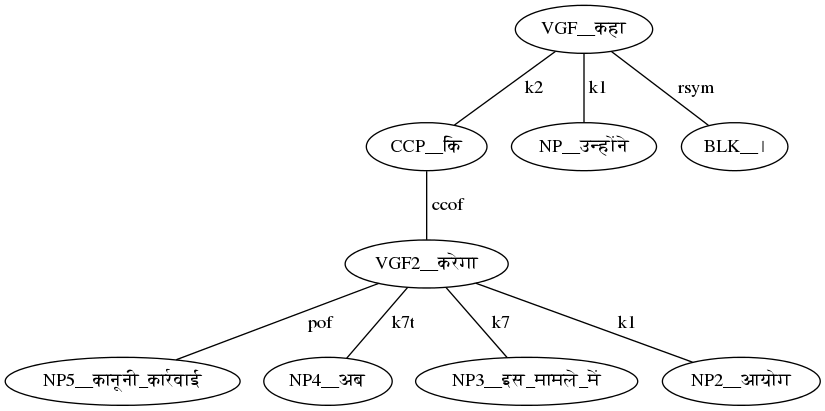 VGF__कहा
k2 k1 rsym
CCP__कि NP__उन्होंने BLK__।
ccof
VGF2__करेगा
pof k7t k7 k1
NP5__कानूनी_कार्रवाई NP4__अब NP3__इस_मामले_में NP2__आयोग